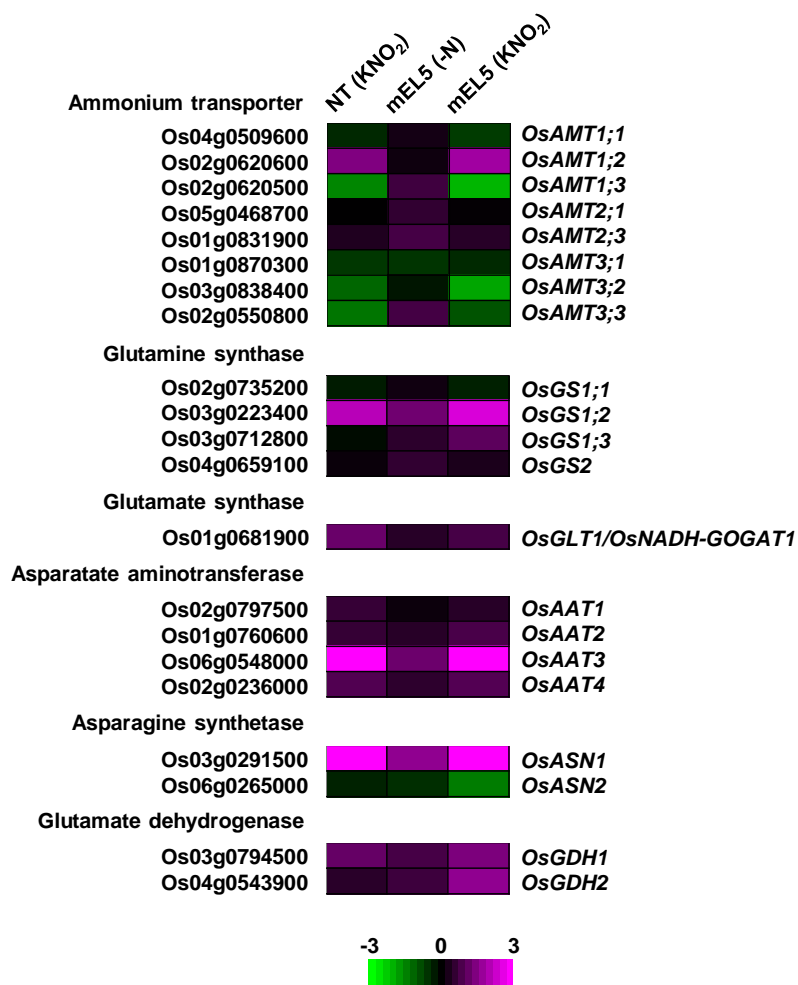 NT (KNO₂) mEL5 (-N) mEL5 (KNO₂)
Ammonium transporter
Os04g0509600 OsAMT1;1
Os02g0620600 OsAMT1;2
Os02g0620500 OsAMT1;3
Os05g0468700 OsAMT2;1
Os01g0831900 OsAMT2;3
Os01g0870300 OsAMT3;1
Os03g0838400 OsAMT3;2
Os02g0550800 OsAMT3;3
Glutamine synthase
Os02g0735200 OsGS1;1
Os03g0223400 OsGS1;2
Os03g0712800 OsGS1;3
Os04g0659100 OsGS2
Glutamate synthase
Os01g0681900 OsGLT1/OsNADH-GOGAT1
Asparatate aminotransferase
Os02g0797500 OsAAT1
Os01g0760600 OsAAT2
Os06g0548000 OsAAT3
Os02g0236000 OsAAT4
Asparagine synthetase
Os03g0291500 OsASN1
Os06g0265000 OsASN2
Glutamate dehydrogenase
Os03g0794500 OsGDH1
Os04g0543900 OsGDH2
-3 0 3